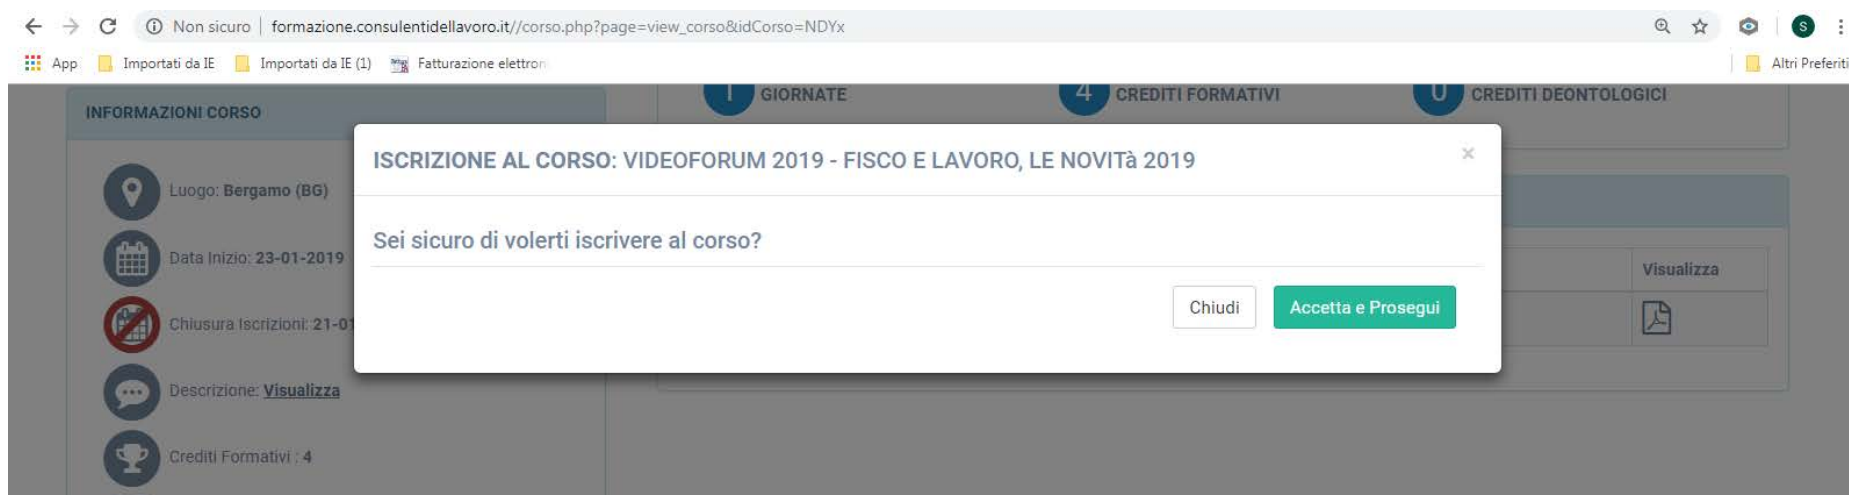 Non sicuro | formazione.consulentidellavoro.it//corso.php?page=view_corso&idCorso=NDYx
S
App Importati da IE Importati da IE (1) Fatturazione elettron
Altri Preferiti
INFORMAZIONI CORSO
1 GIORNATE 4 CREDITI FORMATIVI 0 CREDITI DEONTOLOGICI
ISCRIZIONE AL CORSO: VIDEOFORUM 2019 - FISCO E LAVORO, LE NOVITà 2019 ×
Sei sicuro di volerti iscrivere al corso?
Chiudi Accetta e Prosegui
Luogo: Bergamo (BG)
Data Inizio: 23-01-2019
Chiusura Iscrizioni: 21-01
Descrizione: Visualizza
Crediti Formativi : 4
Visualizza